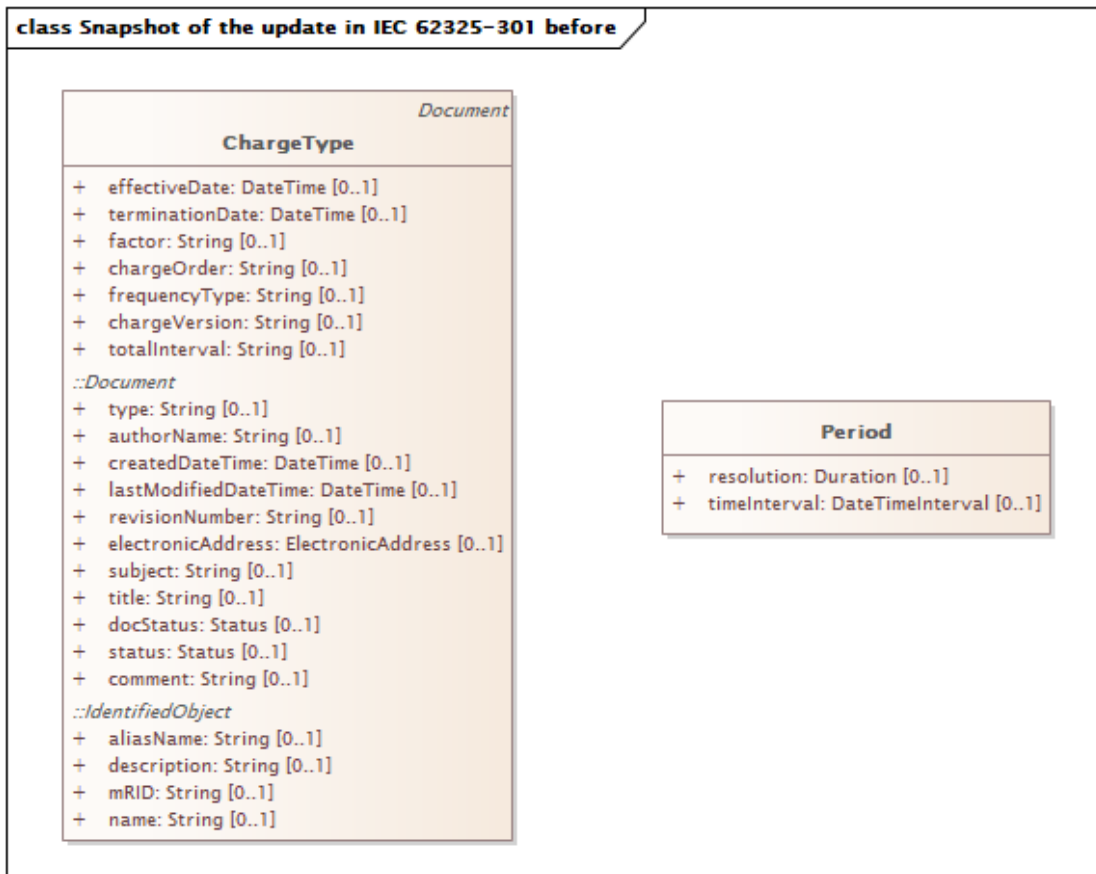 class Snapshot of the update in IEC 62325-301 before
Document
ChargeType
+ effectiveDate: DateTime [0..1]
+ terminationDate: DateTime [0..1]
+ factor: String [0..1]
+ chargeOrder: String [0..1]
+ frequencyType: String [0..1]
+ chargeVersion: String [0..1]
+ totalInterval: String [0..1]
::Document
+ type: String [0..1]
+ authorName: String [0..1]
+ createdDateTime: DateTime [0..1]
+ lastModifiedDateTime: DateTime [0..1]
+ revisionNumber: String [0..1]
+ electronicAddress: ElectronicAddress [0..1]
+ subject: String [0..1]
+ title: String [0..1]
+ docStatus: Status [0..1]
+ status: Status [0..1]
+ comment: String [0..1]
::IdentifiedObject
+ aliasName: String [0..1]
+ description: String [0..1]
+ mRID: String [0..1]
+ name: String [0..1]
Period
+ resolution: Duration [0..1]
+ timeInterval: DateTimeInterval [0..1]